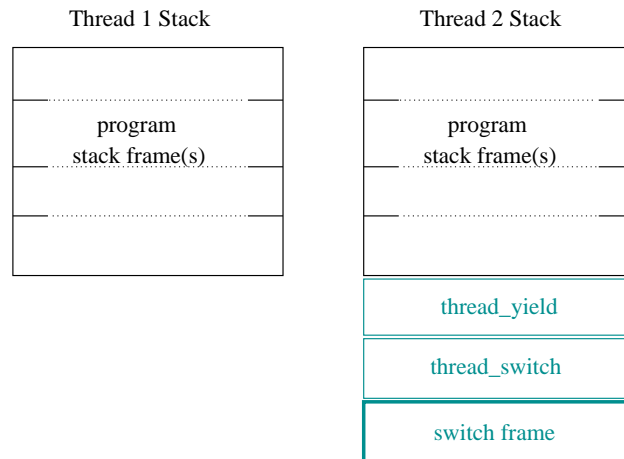 Thread 1 Stack
Thread 2 Stack
program
stack frame(s)
program
stack frame(s)
thread_yield
thread_switch
switch frame